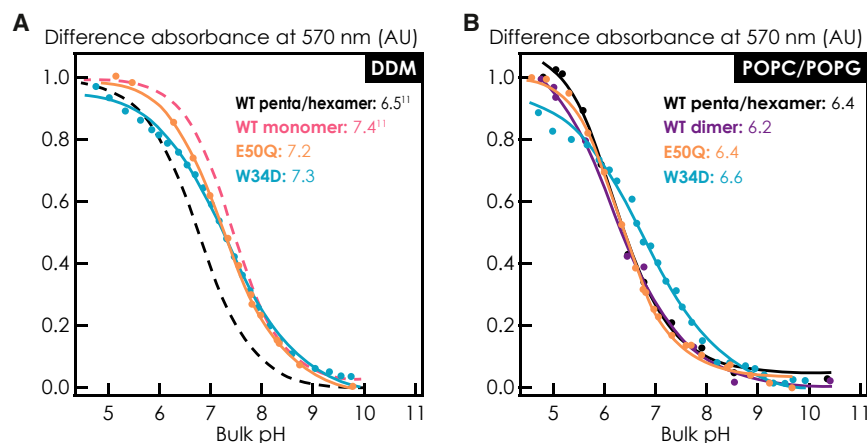 A
Difference absorbance at 570 nm (AU)
DDM
WT penta/hexamer: 6.5¹¹
WT monomer: 7.4¹¹
E50Q: 7.2
W34D: 7.3
1.0
0.8
0.6
0.4
0.2
0.0
5 6 7 8 9 10 11
Bulk pH
B
Difference absorbance at 570 nm (AU)
POPC/POPG
WT penta/hexamer: 6.4
WT dimer: 6.2
E50Q: 6.4
W34D: 6.6
1.0
0.8
0.6
0.4
0.2
0.0
5 6 7 8 9 10 11
Bulk pH